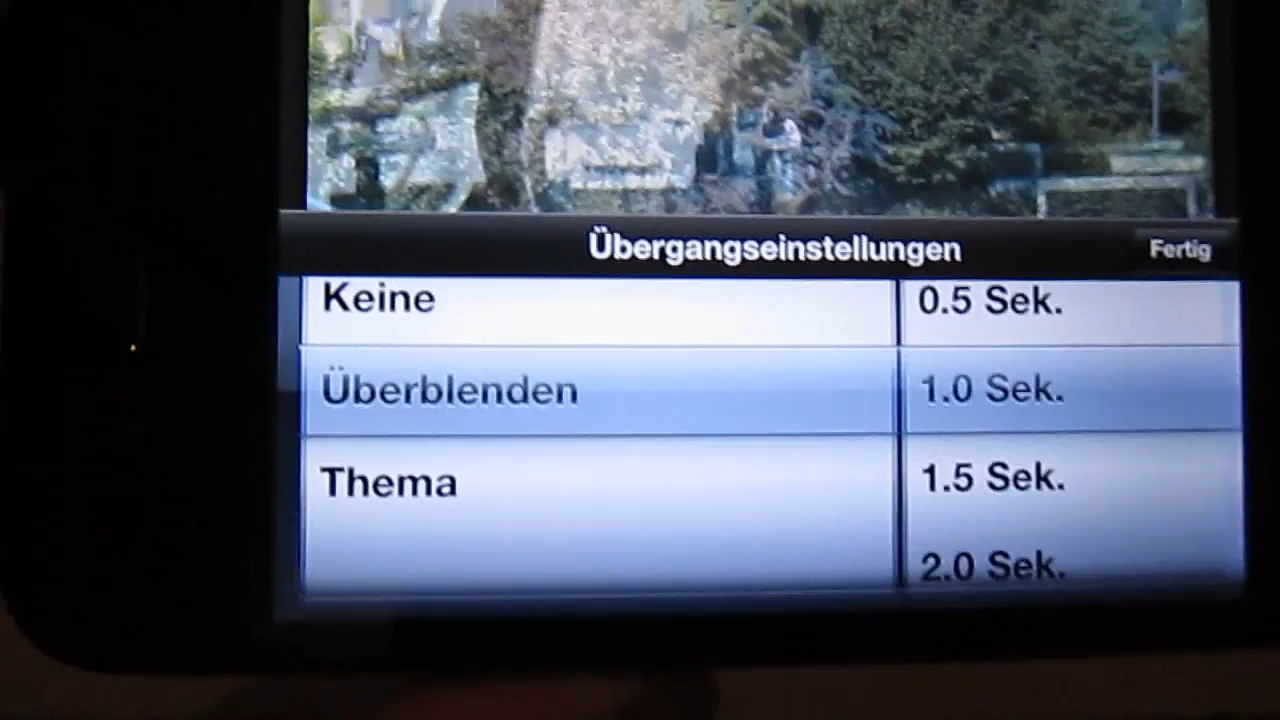 Übergangseinstellungen Fertig
Keine 0.5 Sek.
Überblenden 1.0 Sek.
Thema 1.5 Sek.
2.0 Sek.